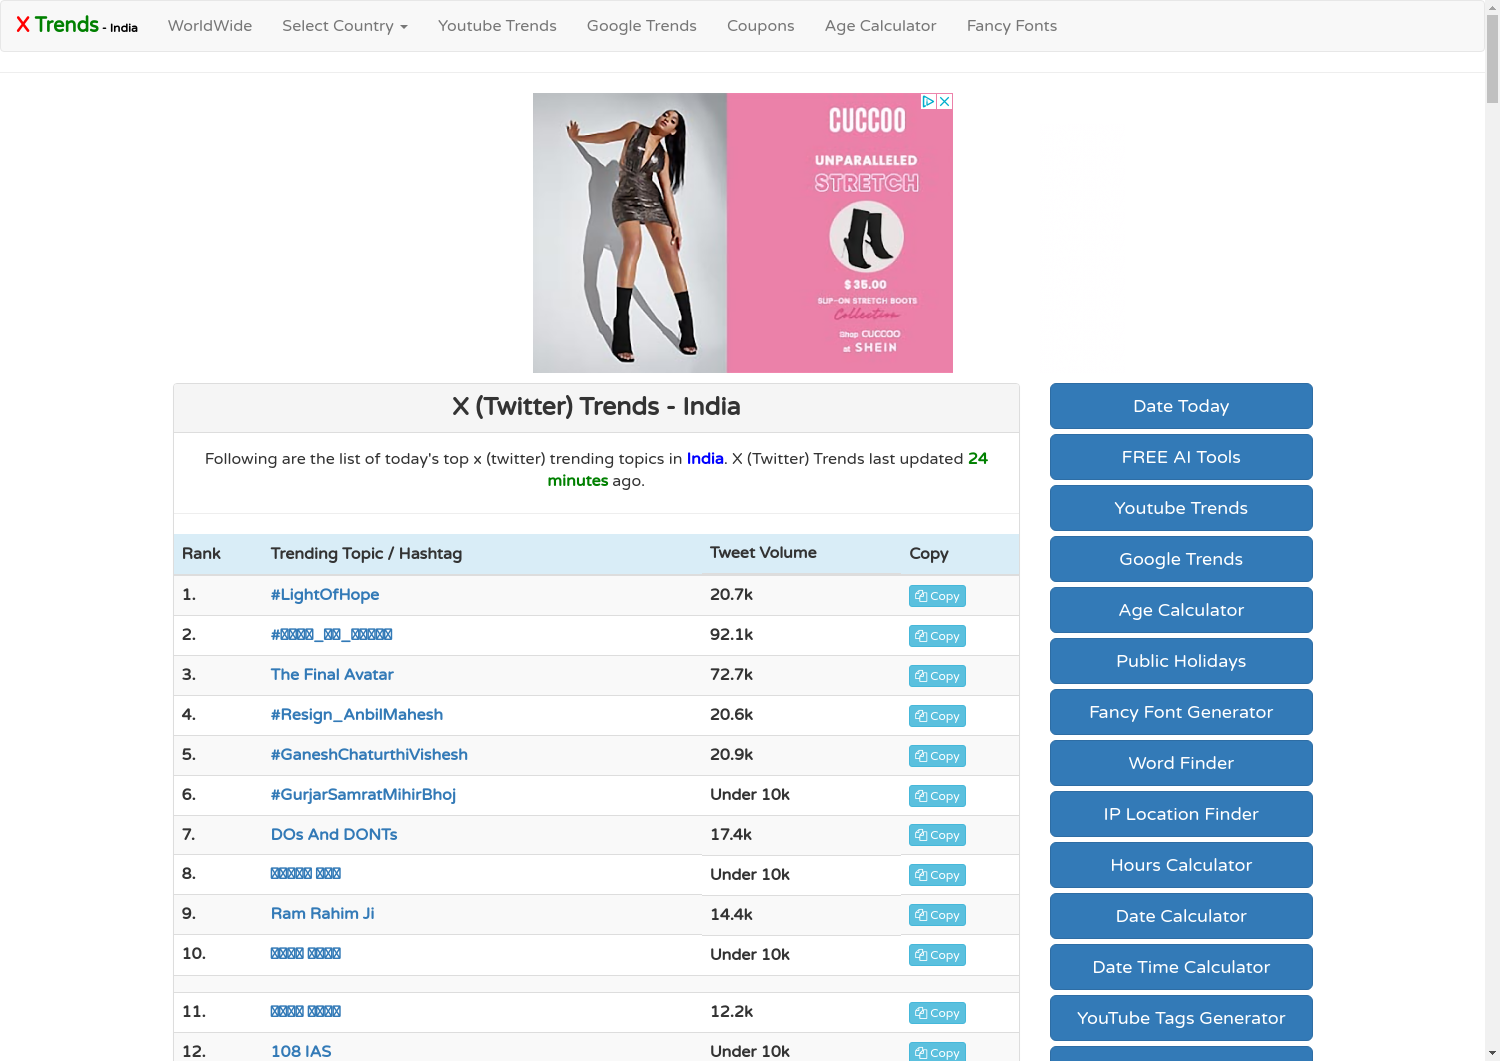 X Trends - India
WorldWide
Select Country
Youtube Trends
Google Trends
Coupons
Age Calculator
Fancy Fonts
CUCCOO
UNPARALLELED
STRETCH
$35.00
SLIP-ON STRETCH BOOTS
Collection
Shop CUCCOO
at SHEIN
X (Twitter) Trends - India
Following are the list of today's top x (twitter) trending topics in India. X (Twitter) Trends last updated 24
minutes ago.
Rank Trending Topic / Hashtag Tweet Volume Copy
1. #LightOfHope 20.7k Copy
2. 92.1k Copy
3. The Final Avatar 72.7k Copy
4. #Resign_AnbilMahesh 20.6k Copy
5. #GaneshChaturthiVishesh 20.9k Copy
6. #GurjarSamratMihirBhoj Under 10k Copy
7. DOs And DONTs 17.4k Copy
8. Under 10k Copy
9. Ram Rahim Ji 14.4k Copy
10. Under 10k Copy
11. 12.2k Copy
12. 108 IAS Under 10k Copy
Date Today
FREE AI Tools
Youtube Trends
Google Trends
Age Calculator
Public Holidays
Fancy Font Generator
Word Finder
IP Location Finder
Hours Calculator
Date Calculator
Date Time Calculator
YouTube Tags Generator